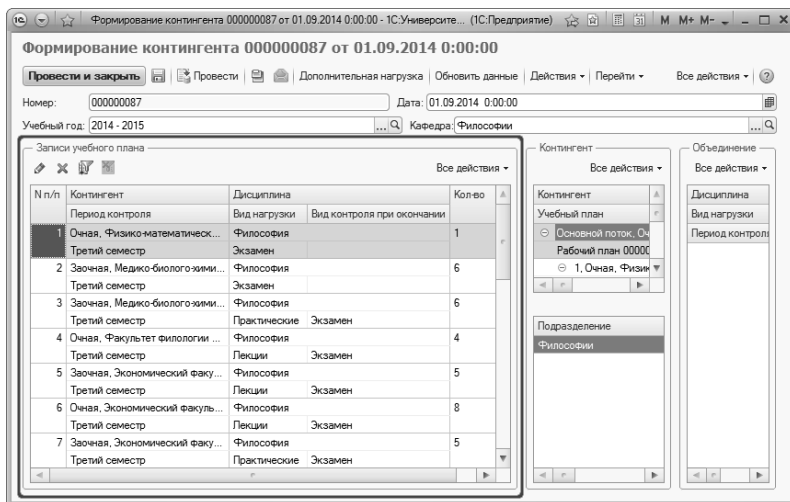 Формирование контингента 000000087 от 01.09.2014 0:00:00 - 1С:Университе... (1С:Предприятие) M M+ M-
Формирование контингента 000000087 от 01.09.2014 0:00:00
Провести и закрыть Провести Дополнительная нагрузка Обновить данные Действия Перейти Все действия
Номер: 000000087 Дата: 01.09.2014 0:00:00
Учебный год: 2014 - 2015 ... Кафедра: Философии ...
Записи учебного плана Контингент Объединение
Все действия Все действия Все действия
N п/п Контингент Дисциплина Кол-во Контингент Дисциплина
Период контроля Вид нагрузки Вид контроля при окончании Учебный план Вид нагрузки
1 Очная, Физико-математическ... Философия 1 Основной поток, Оч Период контроля
Третий семестр Экзамен Рабочий план 00000
2 Заочная, Медико-биолого-хими... Философия 6 1, Очная, Физик
Третий семестр Экзамен
3 Заочная, Медико-биолого-хими... Философия 6
Третий семестр Практические Экзамен Подразделение
4 Очная, Факультет филологии ... Философия 4 Философии
Третий семестр Лекции Экзамен
5 Заочная, Экономический факу... Философия 5
Третий семестр Лекции Экзамен
6 Очная, Экономический факуль... Философия 8
Третий семестр Лекции Экзамен
7 Заочная, Экономический факу... Философия 5
Третий семестр Практические Экзамен